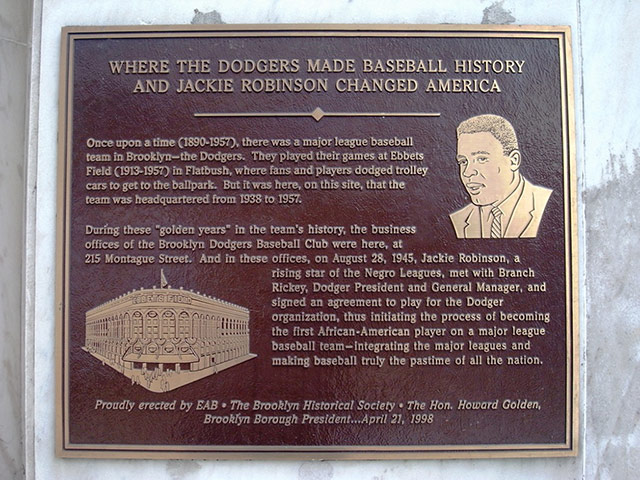 WHERE THE DODGERS MADE BASEBALL HISTORY
AND JACKIE ROBINSON CHANGED AMERICA
Once upon a time (1890-1957), there was a major league baseball
team in Brooklyn—the Dodgers. They played their games at Ebbets
Field (1913-1957) in Flatbush, where fans and players dodged trolley
cars to get to the ballpark. But it was here, on this site, that the
team was headquartered from 1938 to 1957.
During these "golden years" in the team's history, the business
offices of the Brooklyn Dodgers Baseball Club were here, at
215 Montague Street. And in these offices, on August 28, 1945, Jackie Robinson, a
rising star of the Negro Leagues, met with Branch
Rickey, Dodger President and General Manager, and
signed an agreement to play for the Dodger
organization, thus initiating the process of becoming
the first African-American player on a major league
baseball team—integrating the major leagues and
making baseball truly the pastime of all the nation.
EBBETS FIELD
Proudly erected by EAB • The Brooklyn Historical Society • The Hon. Howard Golden,
Brooklyn Borough President...April 21, 1998